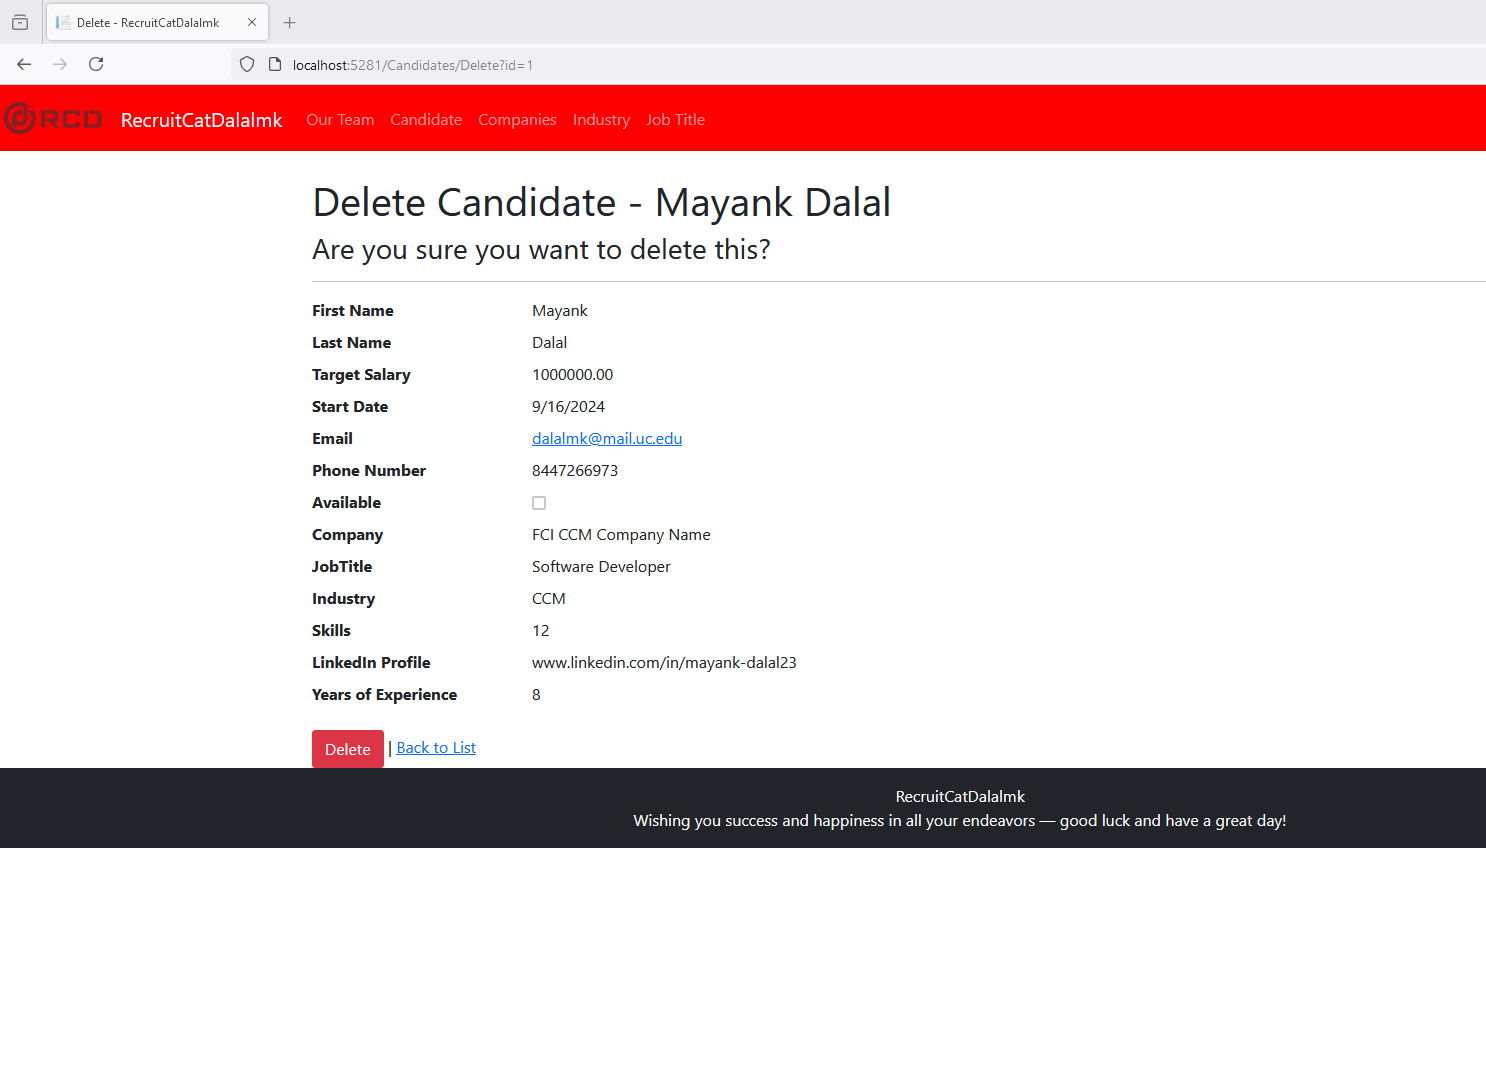 Delete - RecruitCatDalalmk
localhost:5281/Candidates/Delete?id=1
RCD RecruitCatDalalmk Our Team Candidate Companies Industry Job Title
Delete Candidate - Mayank Dalal
Are you sure you want to delete this?
First Name Mayank
Last Name Dalal
Target Salary 1000000.00
Start Date 9/16/2024
Email dalalmk@mail.uc.edu
Phone Number 8447266973
Available
Company FCI CCM Company Name
JobTitle Software Developer
Industry CCM
Skills 12
LinkedIn Profile www.linkedin.com/in/mayank-dalal23
Years of Experience 8
Delete | Back to List
RecruitCatDalalmk
Wishing you success and happiness in all your endeavors — good luck and have a great day!